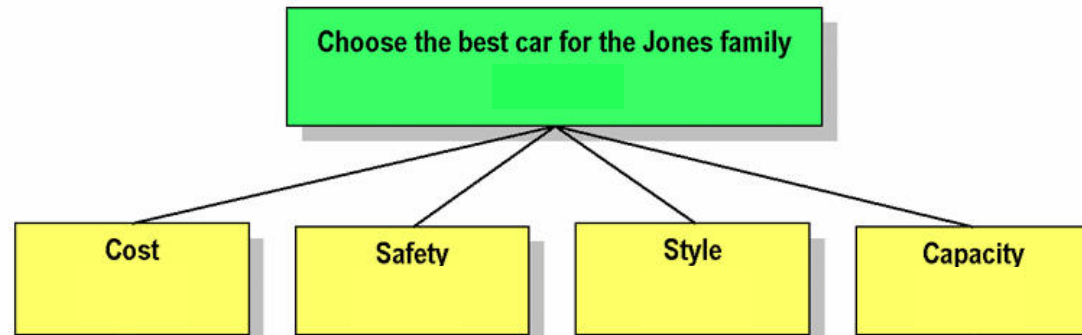 Choose the best car for the Jones family
Cost
Safety
Style
Capacity